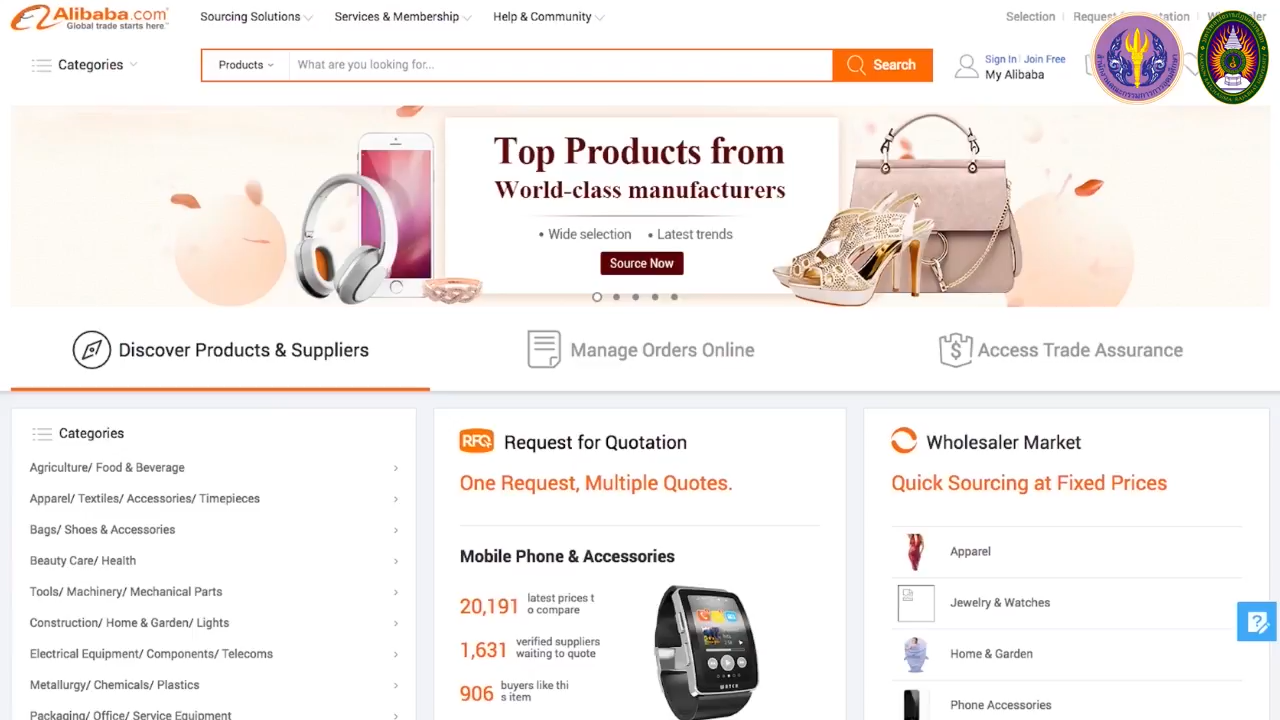 Alibaba.com
Global trade starts here.
Sourcing Solutions
Services & Membership
Help & Community
Selection
Request
Categories
Products
What are you looking for...
Search
Sign In
Join Free
My Alibaba
Top Products from
World-class manufacturers
• Wide selection
• Latest trends
Source Now
Discover Products & Suppliers
Manage Orders Online
Access Trade Assurance
Categories
Agriculture/ Food & Beverage
Apparel/ Textiles/ Accessories/ Timepieces
Bags/ Shoes & Accessories
Beauty Care/ Health
Tools/ Machinery/ Mechanical Parts
Construction/ Home & Garden/ Lights
Electrical Equipment/ Components/ Telecoms
Metallurgy/ Chemicals/ Plastics
Packaging/ Office/ Service Equipment
RFQ
Request for Quotation
One Request, Multiple Quotes.
Mobile Phone & Accessories
20,191
latest prices t
o compare
1,631
verified suppliers
waiting to quote
906
buyers like thi
s item
Wholesaler Market
Quick Sourcing at Fixed Prices
Apparel
Jewelry & Watches
Home & Garden
Phone Accessories